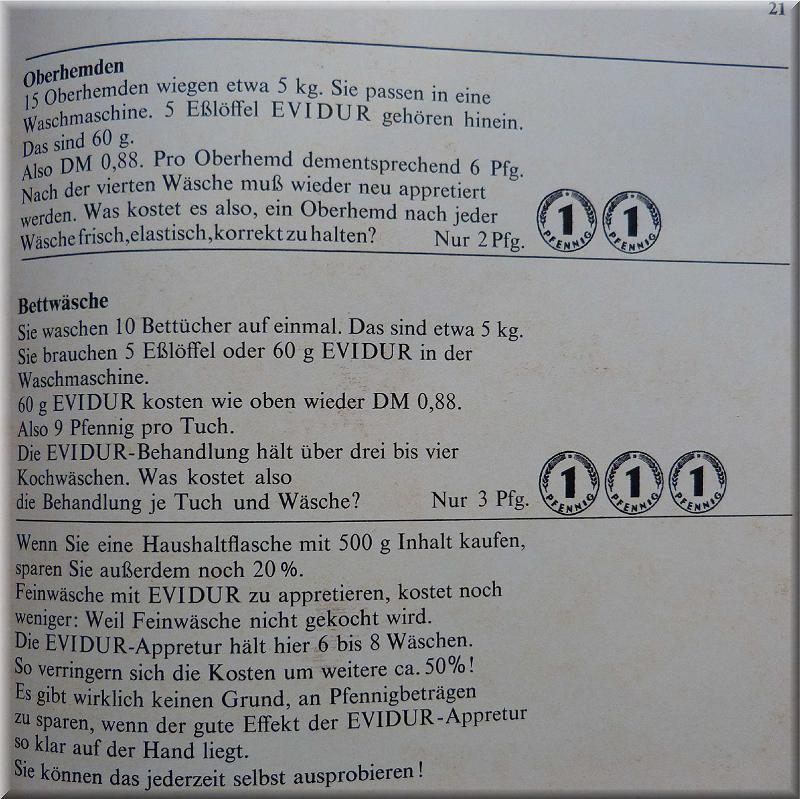 21
Oberhemden
15 Oberhemden wiegen etwa 5 kg. Sie passen in eine
Waschmaschine. 5 Eßlöffel EVIDUR gehören hinein.
Das sind 60 g.
Also DM 0,88. Pro Oberhemd dementsprechend 6 Pfg.
Nach der vierten Wäsche muß wieder neu appretiert
werden. Was kostet es also, ein Oberhemd nach jeder
Wäsche frisch, elastisch, korrekt zu halten? Nur 2 Pfg.
1 PFENNIG 1 PFENNIG
Bettwäsche
Sie waschen 10 Bettücher auf einmal. Das sind etwa 5 kg.
Sie brauchen 5 Eßlöffel oder 60 g EVIDUR in der
Waschmaschine.
60 g EVIDUR kosten wie oben wieder DM 0,88.
Also 9 Pfennig pro Tuch.
Die EVIDUR-Behandlung hält über drei bis vier
Kochwäschen. Was kostet also
die Behandlung je Tuch und Wäsche? Nur 3 Pfg.
1 PFENNIG 1 PFENNIG 1 PFENNIG
Wenn Sie eine Haushaltflasche mit 500 g Inhalt kaufen,
sparen Sie außerdem noch 20 %.
Feinwäsche mit EVIDUR zu appretieren, kostet noch
weniger: Weil Feinwäsche nicht gekocht wird.
Die EVIDUR-Appretur hält hier 6 bis 8 Wäschen.
So verringern sich die Kosten um weitere ca. 50%!
Es gibt wirklich keinen Grund, an Pfennigbeträgen
zu sparen, wenn der gute Effekt der EVIDUR-Appretur
so klar auf der Hand liegt.
Sie können das jederzeit selbst ausprobieren!